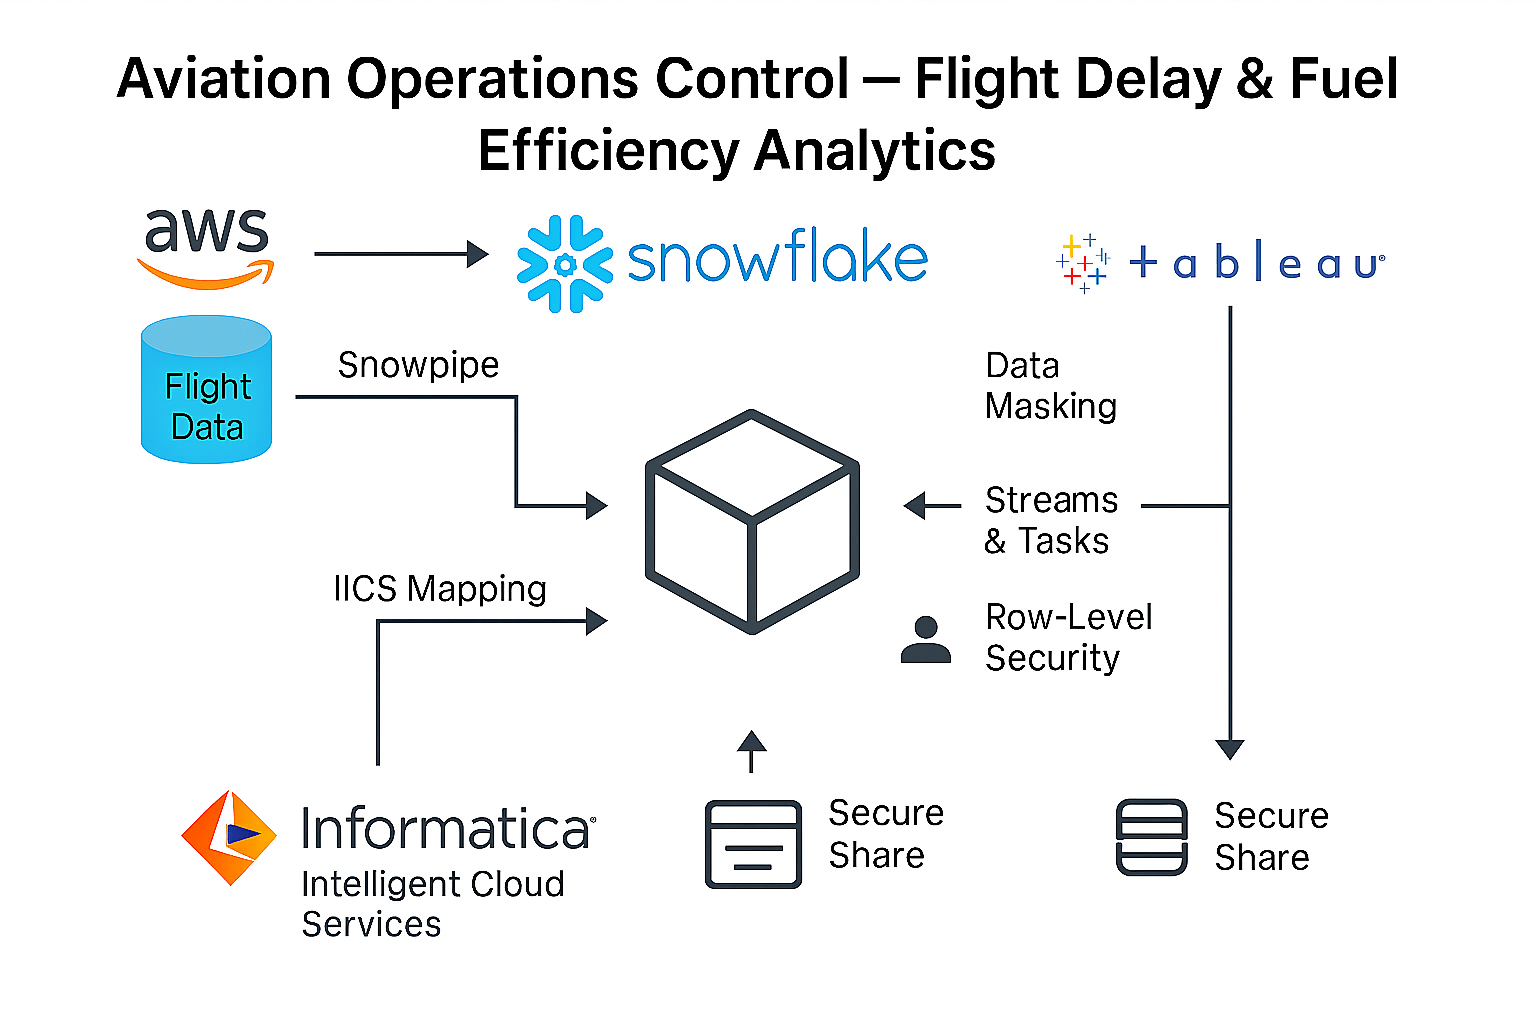 Aviation Operations Control – Flight Delay & Fuel
Efficiency Analytics
aws
snowflake
tableau®
Flight
Data
Snowpipe
Data
Masking
Streams
& Tasks
IICS Mapping
Row-Level
Security
Informatica®
Intelligent Cloud
Services
Secure
Share
Secure
Share